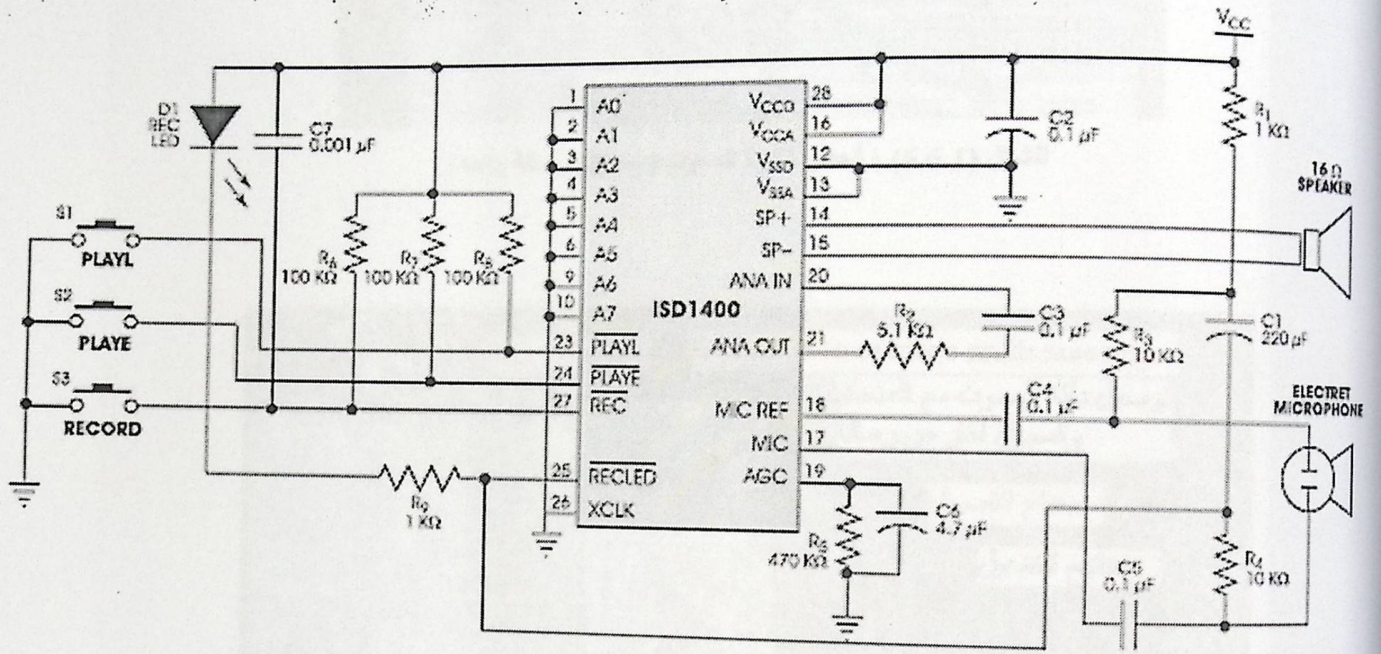 VCC
D1
REC
LED
C7
0.001 µF
R6
100 KΩ
R7
100 KΩ
R8
100 KΩ
S1
PLAYL
S2
PLAYE
S3
RECORD
R9
1 KΩ
ISD1400
1 A0
2 A1
3 A2
4 A3
5 A4
6 A5
9 A6
10 A7
23 PLAYL
24 PLAYE
27 REC
25 RECLED
26 XCLK
VCCD 28
VCCA 16
VSSD 12
VSSA 13
SP+ 14
SP- 15
ANA IN 20
ANA OUT 21
MIC REF 18
MIC 17
AGC 19
C2
0.1 µF
R1
1 KΩ
16 Ω
SPEAKER
R2
5.1 KΩ
C3
0.1 µF
R3
10 KΩ
C1
220 µF
C4
0.1 µF
ELECTRET
MICROPHONE
R5
470 KΩ
C6
4.7 µF
C5
0.1 µF
R4
10 KΩ